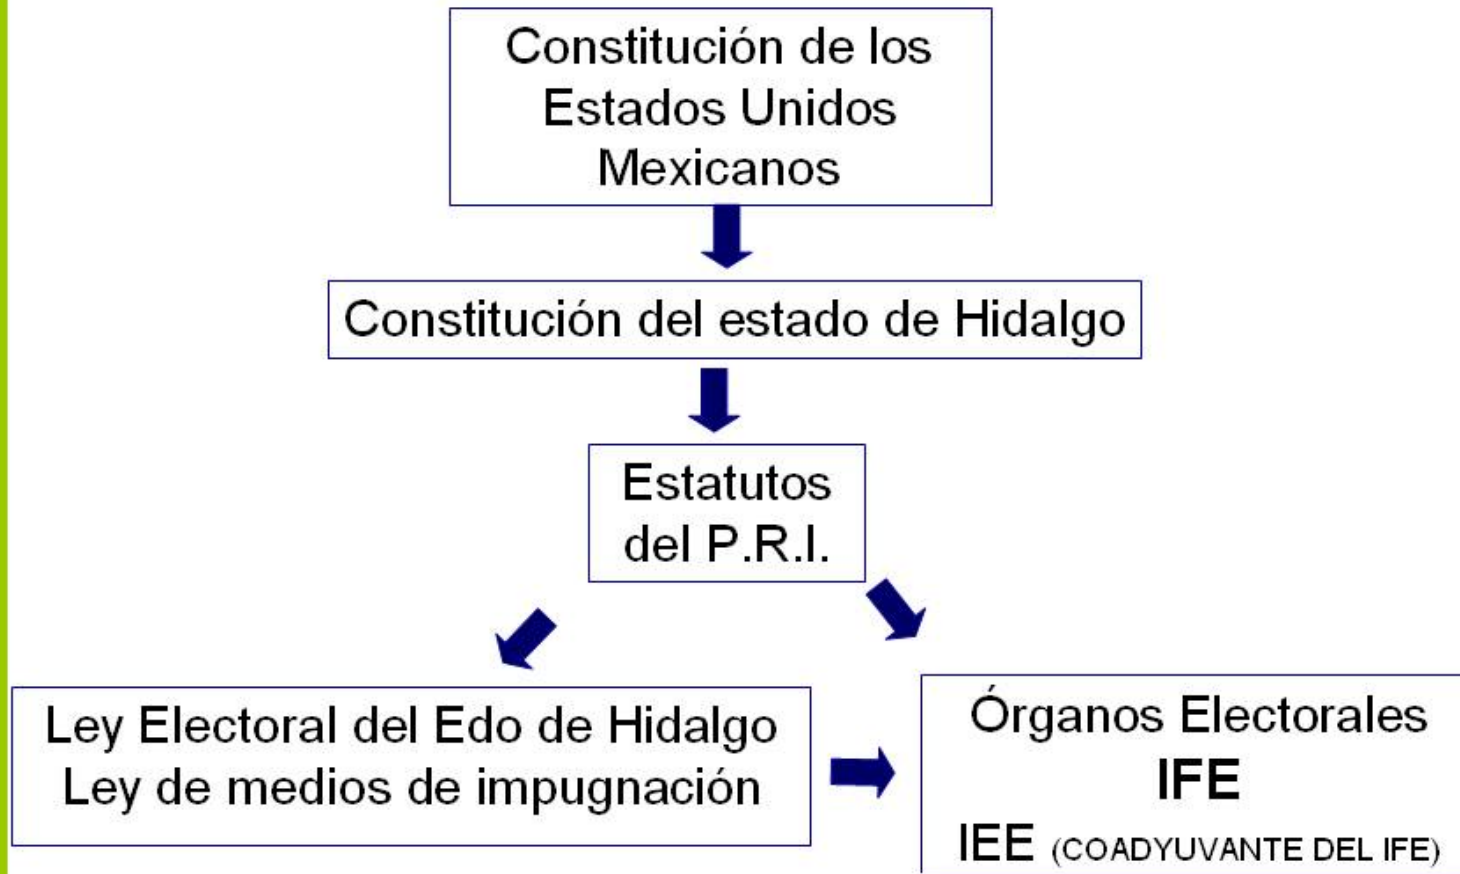 Constitución de los
Estados Unidos
Mexicanos
Constitución del estado de Hidalgo
Estatutos
del P.R.I.
Ley Electoral del Edo de Hidalgo
Ley de medios de impugnación
Órganos Electorales
IFE
IEE (COADYUVANTE DEL IFE)